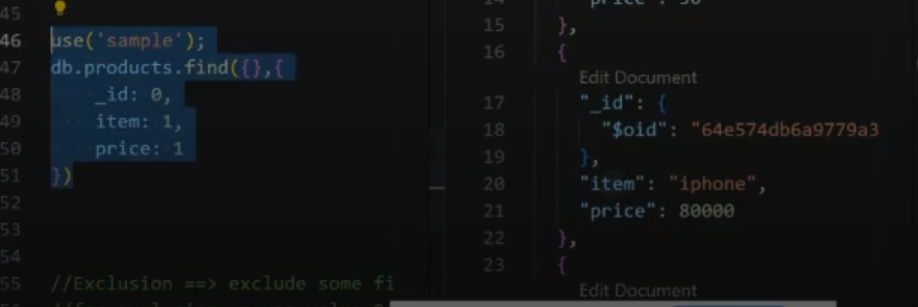 45
46 use('sample');
47 db.products.find({},{
48 _id: 0,
49 item: 1,
50 price: 1
51 })
52
53
54
55 //Exclusion ==> exclude some fi
14
15 },
16 {
Edit Document
17 "_id": {
18 "$oid": "64e574db6a9779a3
19 },
20 "item": "iphone",
21 "price": 80000
22 },
23 {
Edit Document